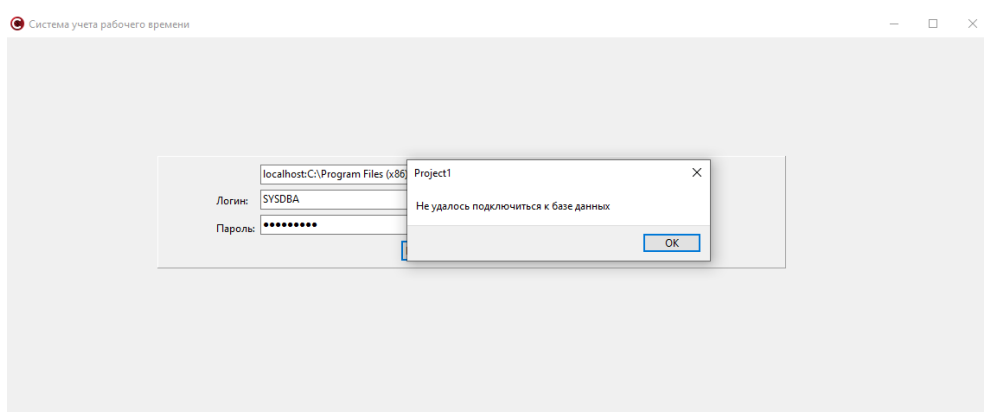 Система учета рабочего времени
localhost:C:\Program Files (x86)
Project1
Логин:
SYSDBA
Не удалось подключиться к базе данных
Пароль:
OK